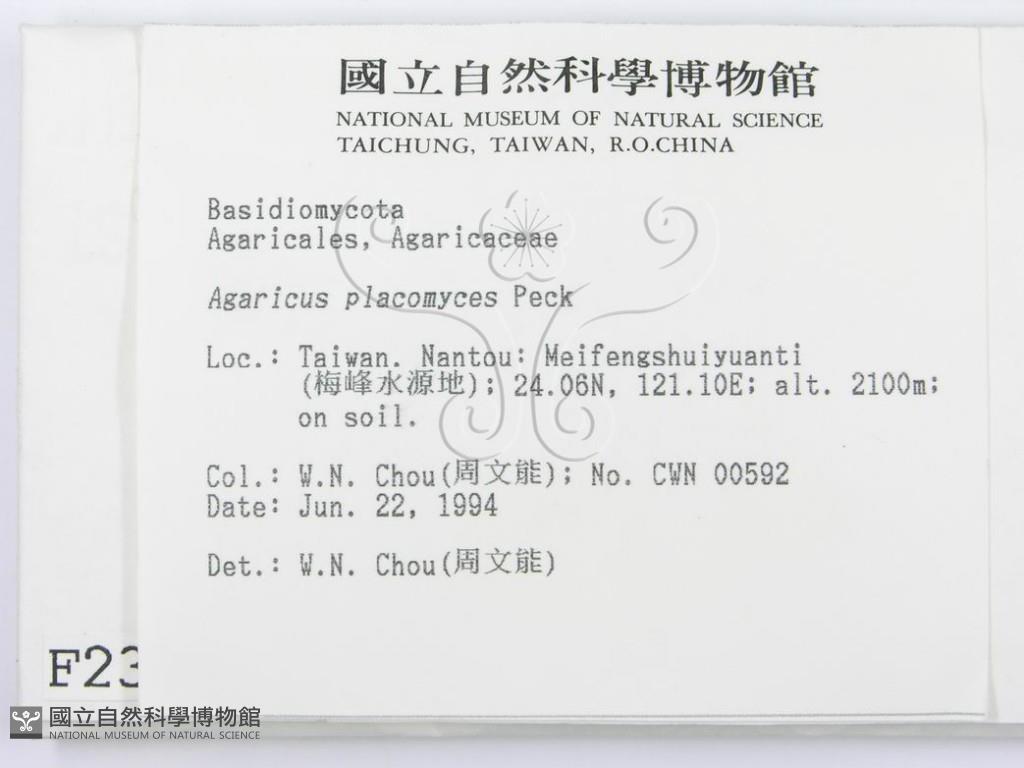 國立自然科學博物館
NATIONAL MUSEUM OF NATURAL SCIENCE
TAICHUNG, TAIWAN, R.O.CHINA
Basidiomycota
Agaricales, Agaricaceae
Agaricus placomyces Peck
Loc.: Taiwan. Nantou: Meifengshuiyuanti
(梅峰水源地); 24.06N, 121.10E; alt. 2100m;
on soil.
Col.: W.N. Chou(周文能); No. CWN 00592
Date: Jun. 22, 1994
Det.: W.N. Chou(周文能)
F23
國立自然科學博物館
NATIONAL MUSEUM OF NATURAL SCIENCE